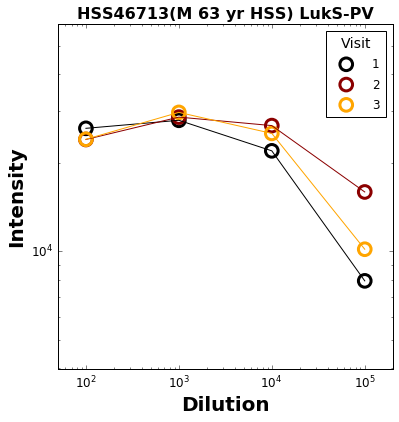 HSS46713(M 63 yr HSS) LukS-PV
Visit
1
2
3
Intensity
10^4
10^2 10^3 10^4 10^5
Dilution